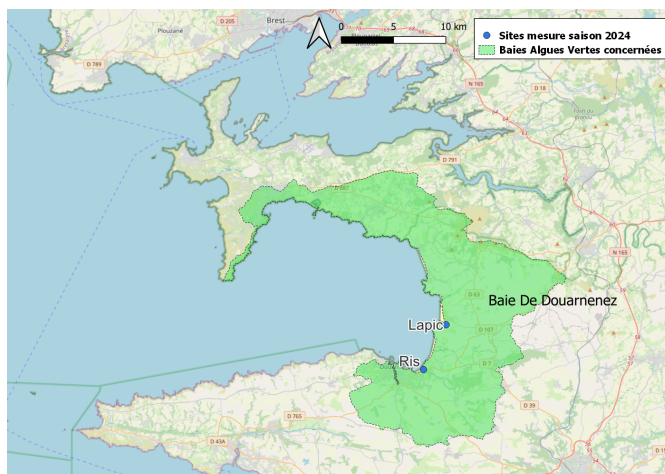 Brest
D 205
Plouzané
D 789
0 5 10 km
Sites mesure saison 2024
Baies Algues Vertes concernées
N 165
D 18
D 791
N 165
D 63
Baie De Douarnenez
Lapic
D 107
Ris
D 7
D 39
D 765
D 43A